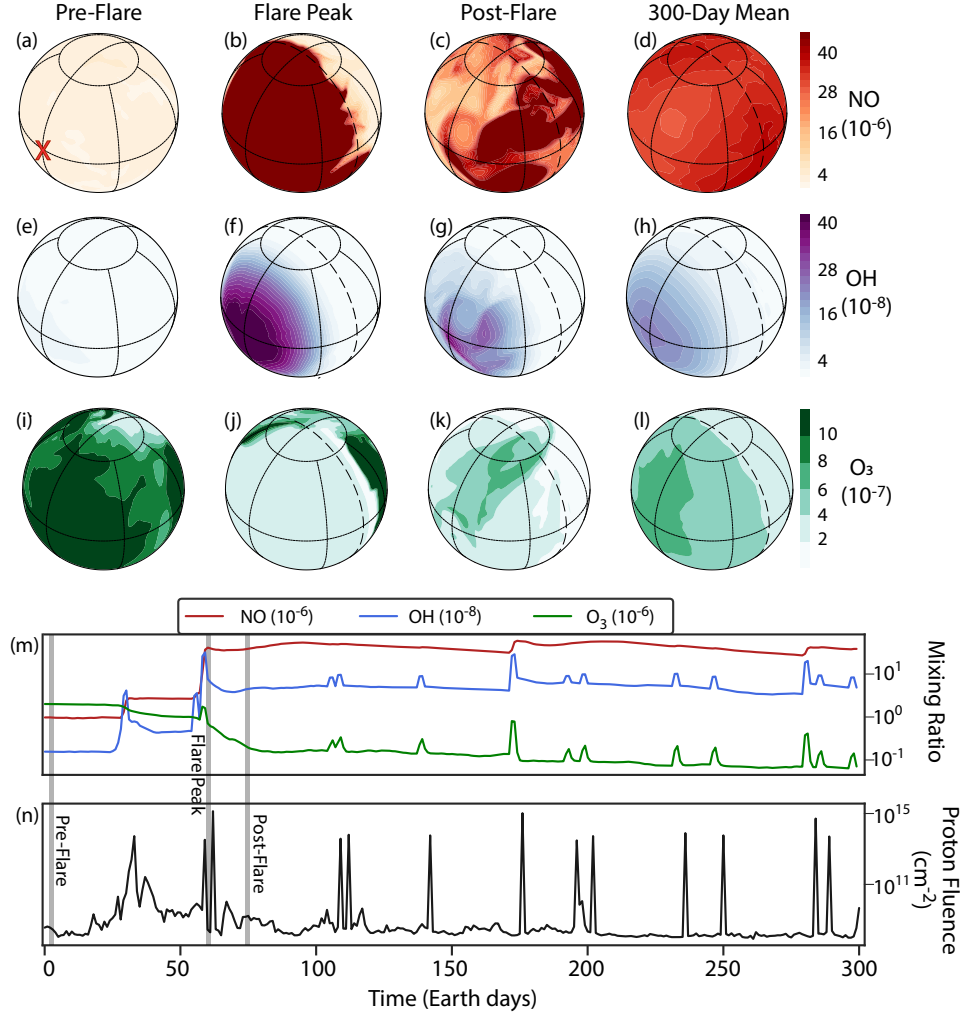 Pre-Flare Flare Peak Post-Flare 300-Day Mean
(a) (b) (c) (d)
X
40
28
16
4
NO
(10⁻⁶)
(e) (f) (g) (h)
40
28
16
4
OH
(10⁻⁸)
(i) (j) (k) (l)
10
8
6
4
2
O₃
(10⁻⁷)
NO (10⁻⁶) OH (10⁻⁸) O₃ (10⁻⁶)
(m)
10¹
10⁰
10⁻¹
Mixing Ratio
Flare Peak
(n)
Pre-Flare
Post-Flare
10¹⁵
10¹¹
Proton Fluence
(cm⁻²)
0 50 100 150 200 250 300
Time (Earth days)